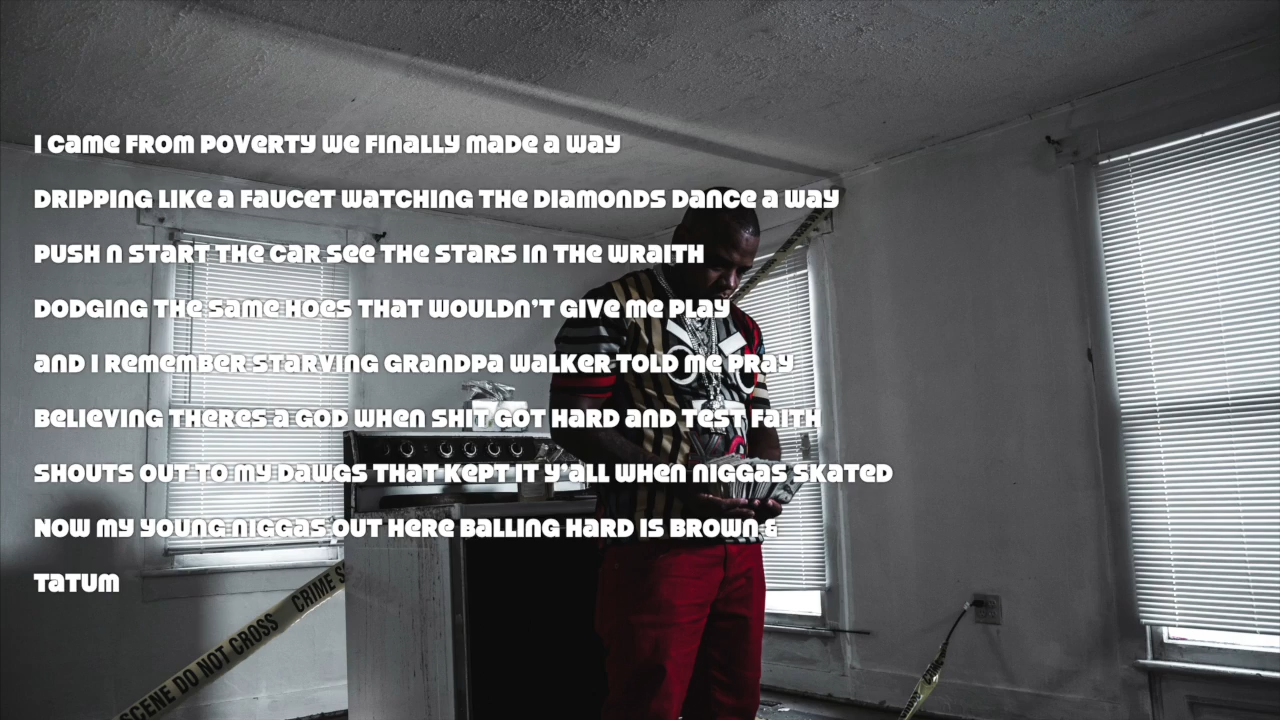 I came from poverty we finally made a way
Dripping like a faucet watching the diamonds dance a way
Push n start the car see the stars in the wraith
Dodging the same hoes that wouldn't give me play
and I remember starving grandpa walker told me pray
Believing theres a god when shit got hard and test faith
Shouts out to my dawgs that kept it y'all when niggas skated
Now my young niggas out here balling hard is Brown &
Tatum
CRIME S
SCENE DO NOT CROSS